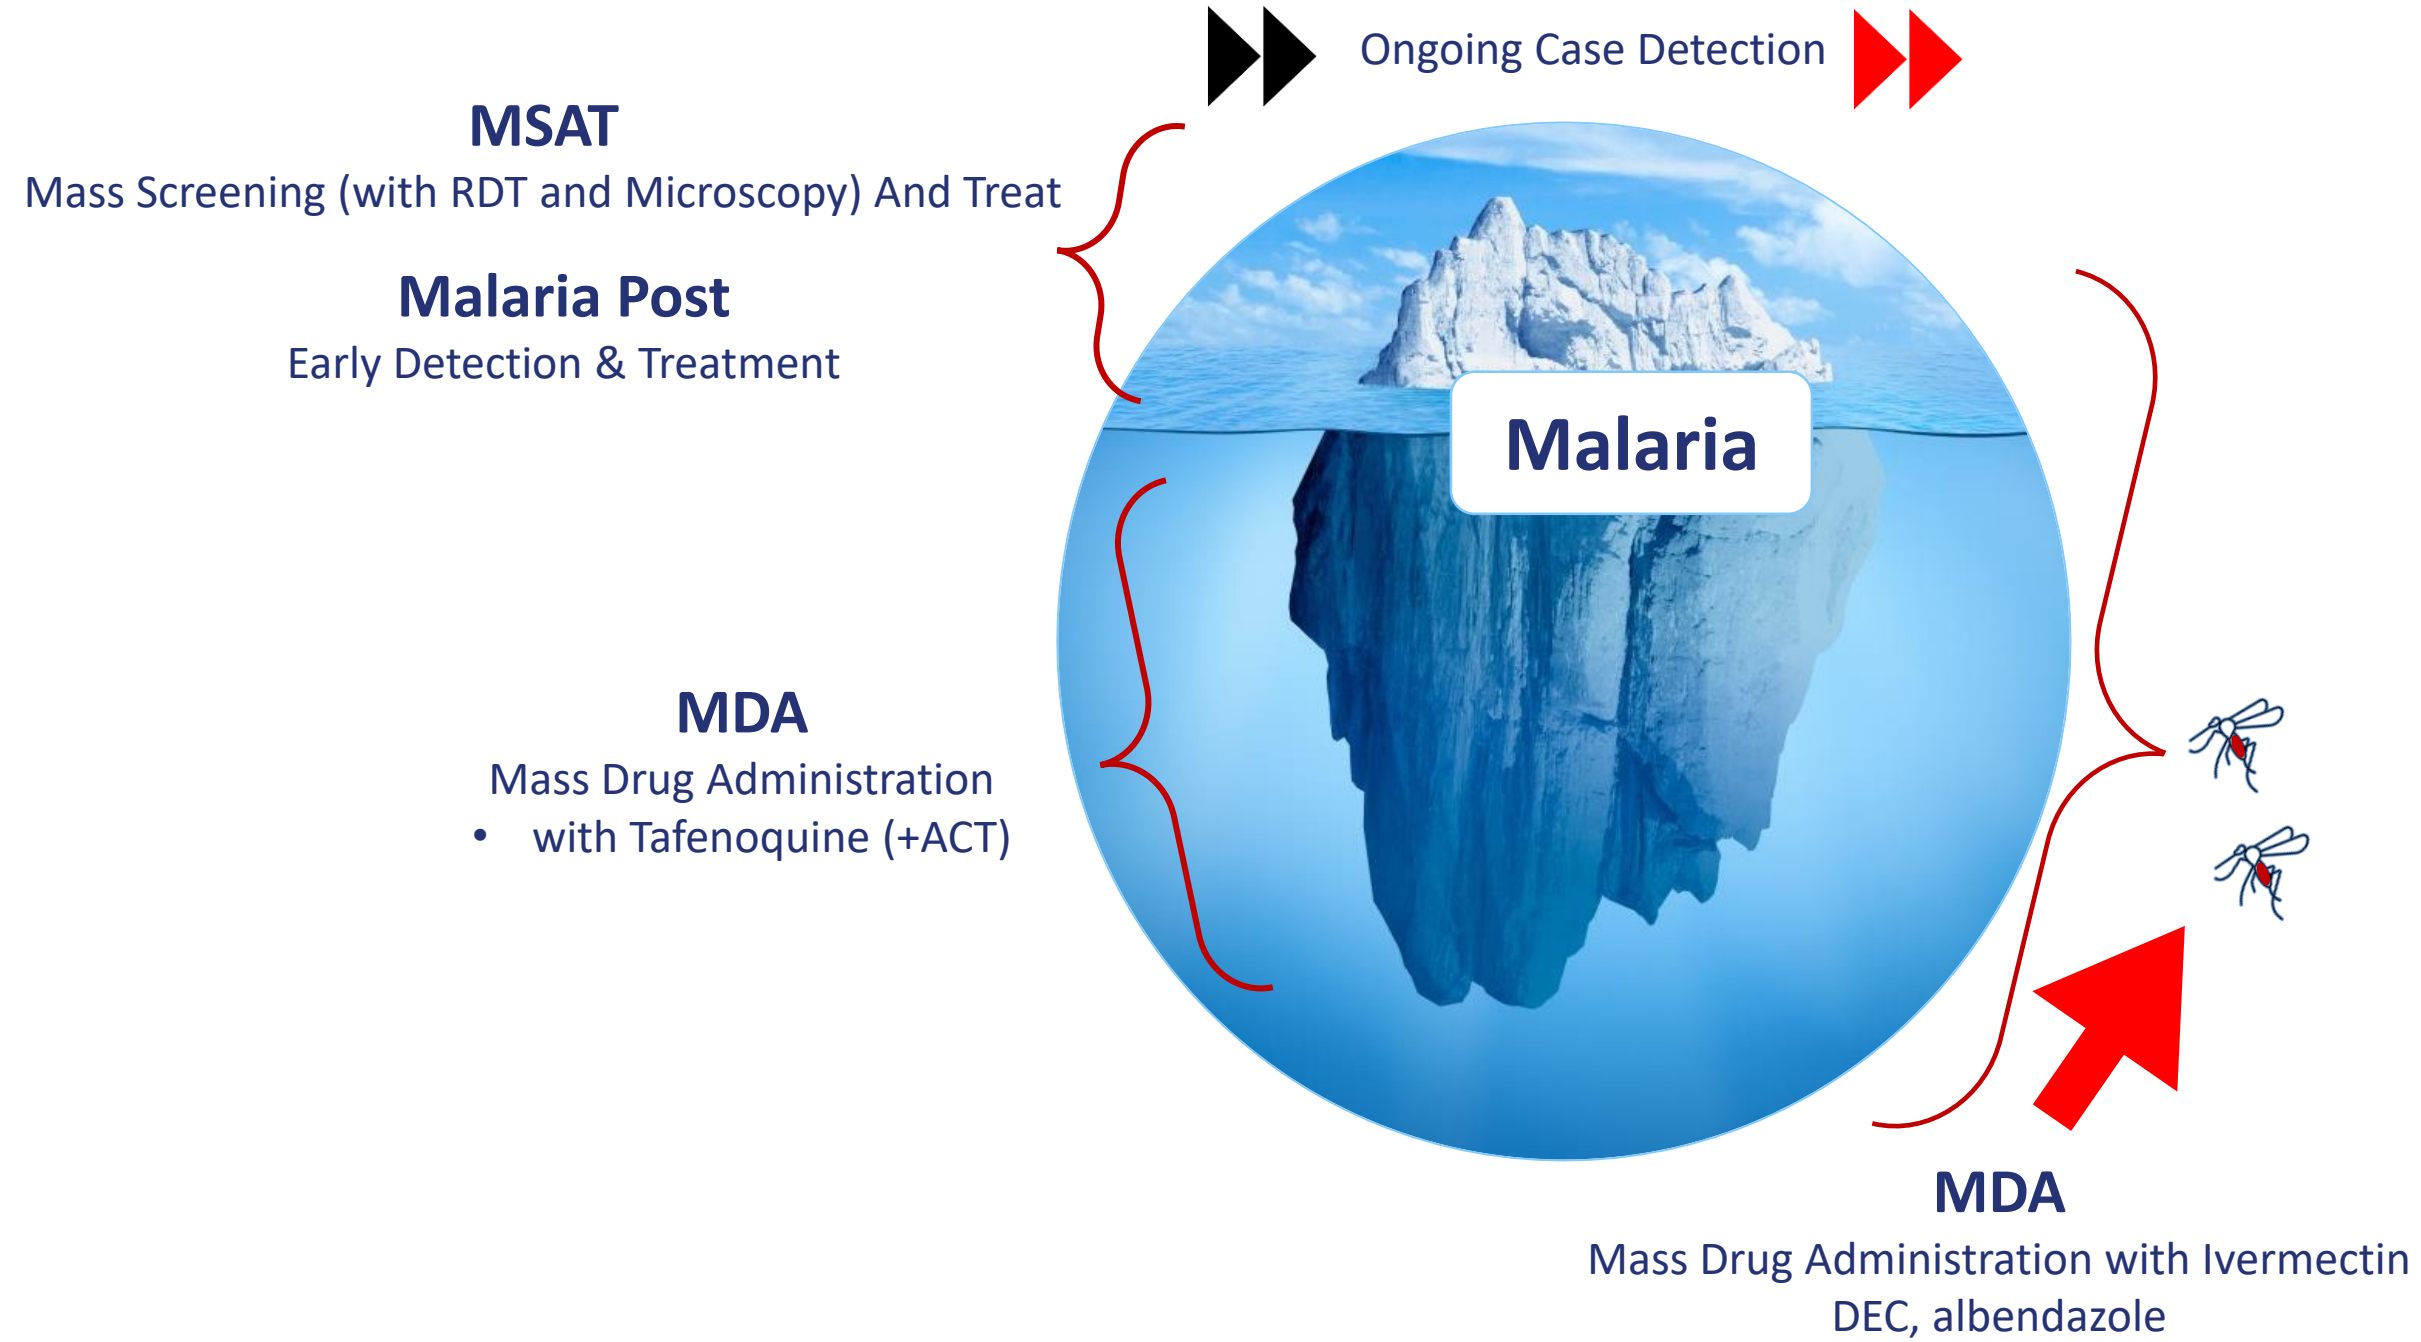 Ongoing Case Detection
MSAT
Mass Screening (with RDT and Microscopy) And Treat
Malaria Post
Early Detection & Treatment
Malaria
MDA
Mass Drug Administration
• with Tafenoquine (+ACT)
MDA
Mass Drug Administration with Ivermectin
DEC, albendazole